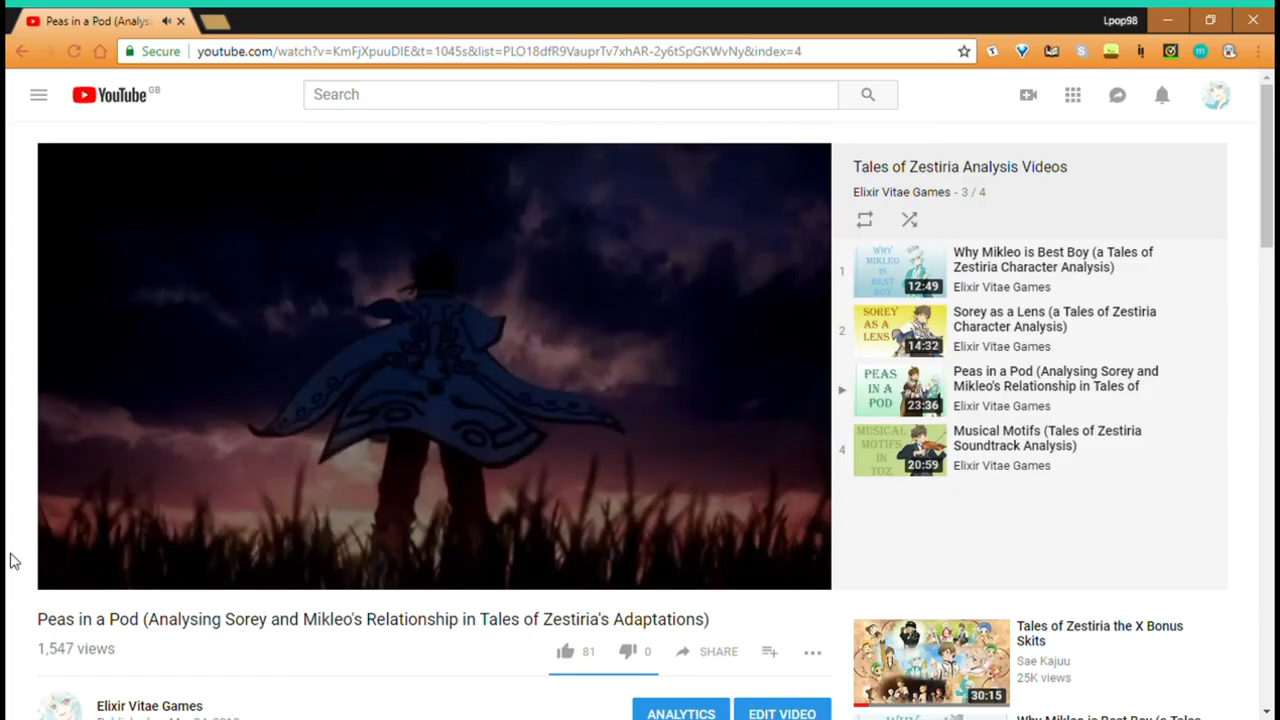 Peas in a Pod (Analys
Lpop98
Secure
youtube.com/watch?v=KmFjXpuuDIE&t=1045s&list=PLO18dfR9VauprTv7xhAR-2y6tSpGKWvNy&index=4
YouTube GB
Search
Tales of Zestiria Analysis Videos
Elixir Vitae Games - 3 / 4
1
WHY MIKLEO IS BEST BOY
12:49
Why Mikleo is Best Boy (a Tales of
Zestiria Character Analysis)
Elixir Vitae Games
2
SOREY AS A LENS
14:32
Sorey as a Lens (a Tales of Zestiria
Character Analysis)
Elixir Vitae Games
PEAS IN A POD
23:36
Peas in a Pod (Analysing Sorey and
Mikleo's Relationship in Tales of
Elixir Vitae Games
4
MUSICAL MOTIFS IN TOZ
20:59
Musical Motifs (Tales of Zestiria
Soundtrack Analysis)
Elixir Vitae Games
Peas in a Pod (Analysing Sorey and Mikleo's Relationship in Tales of Zestiria's Adaptations)
1,547 views
81
0
SHARE
Elixir Vitae Games
ANALYTICS
EDIT VIDEO
30:15
Tales of Zestiria the X Bonus
Skits
Sae Kajuu
25K views
Why Mikleo is Best Boy (a Tales